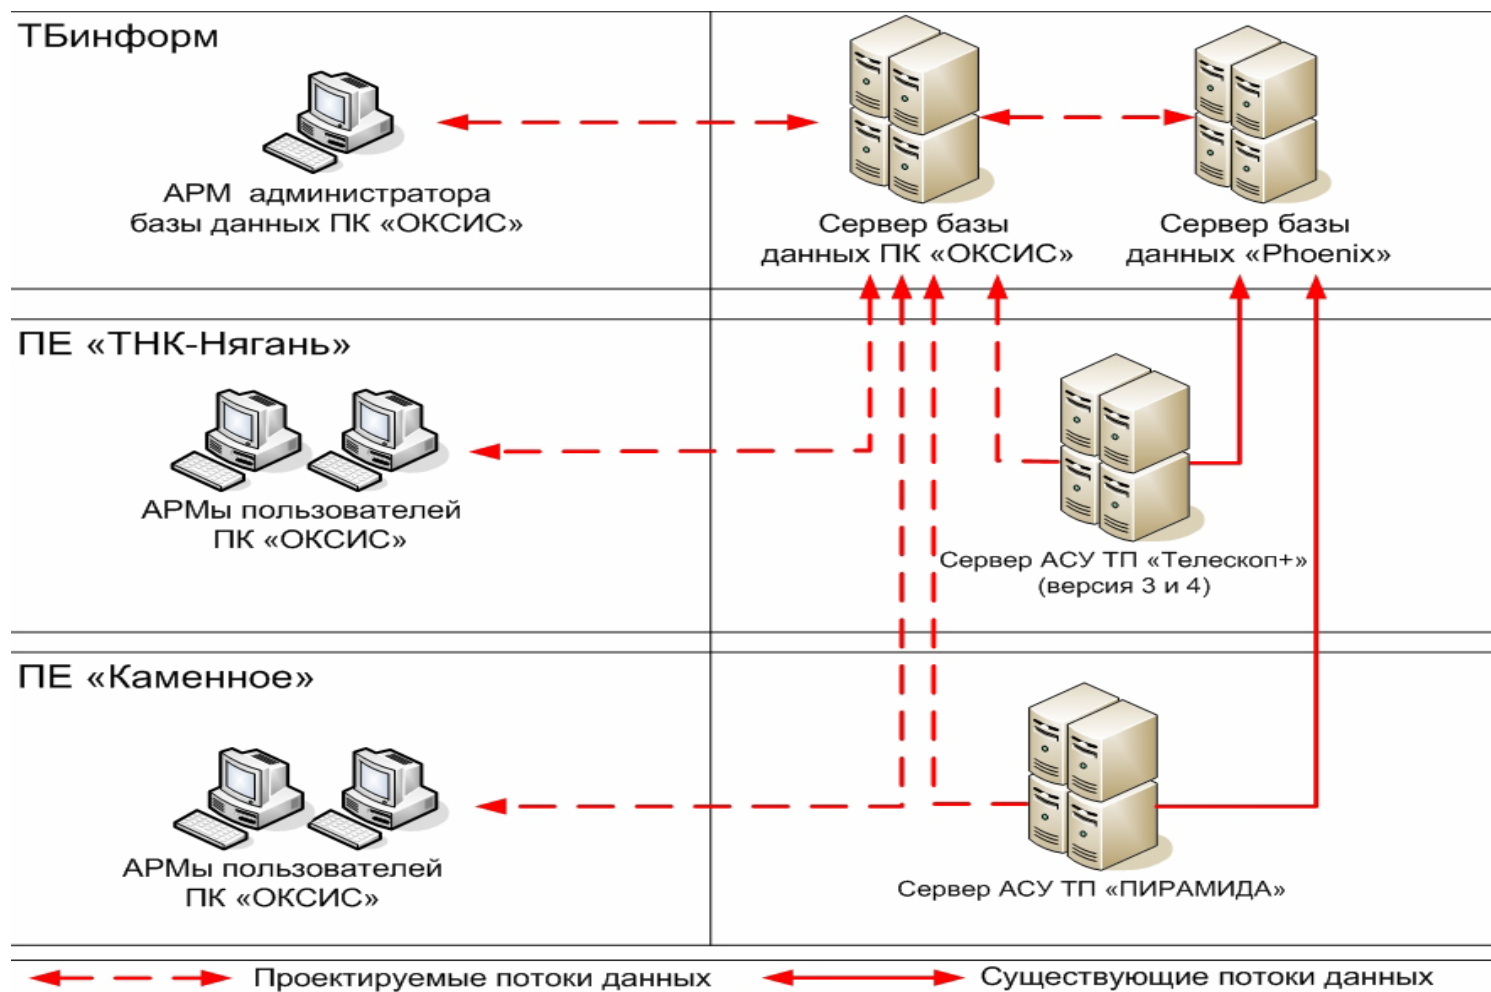 ТБинформ
АРМ администратора
базы данных ПК «ОКСИС»
Сервер базы
данных ПК «ОКСИС»
Сервер базы
данных «Phoenix»
ПЕ «ТНК-Нягань»
АРМы пользователей
ПК «ОКСИС»
Сервер АСУ ТП «Телескоп+»
(версия 3 и 4)
ПЕ «Каменное»
АРМы пользователей
ПК «ОКСИС»
Сервер АСУ ТП «ПИРАМИДА»
Проектируемые потоки данных
Существующие потоки данных